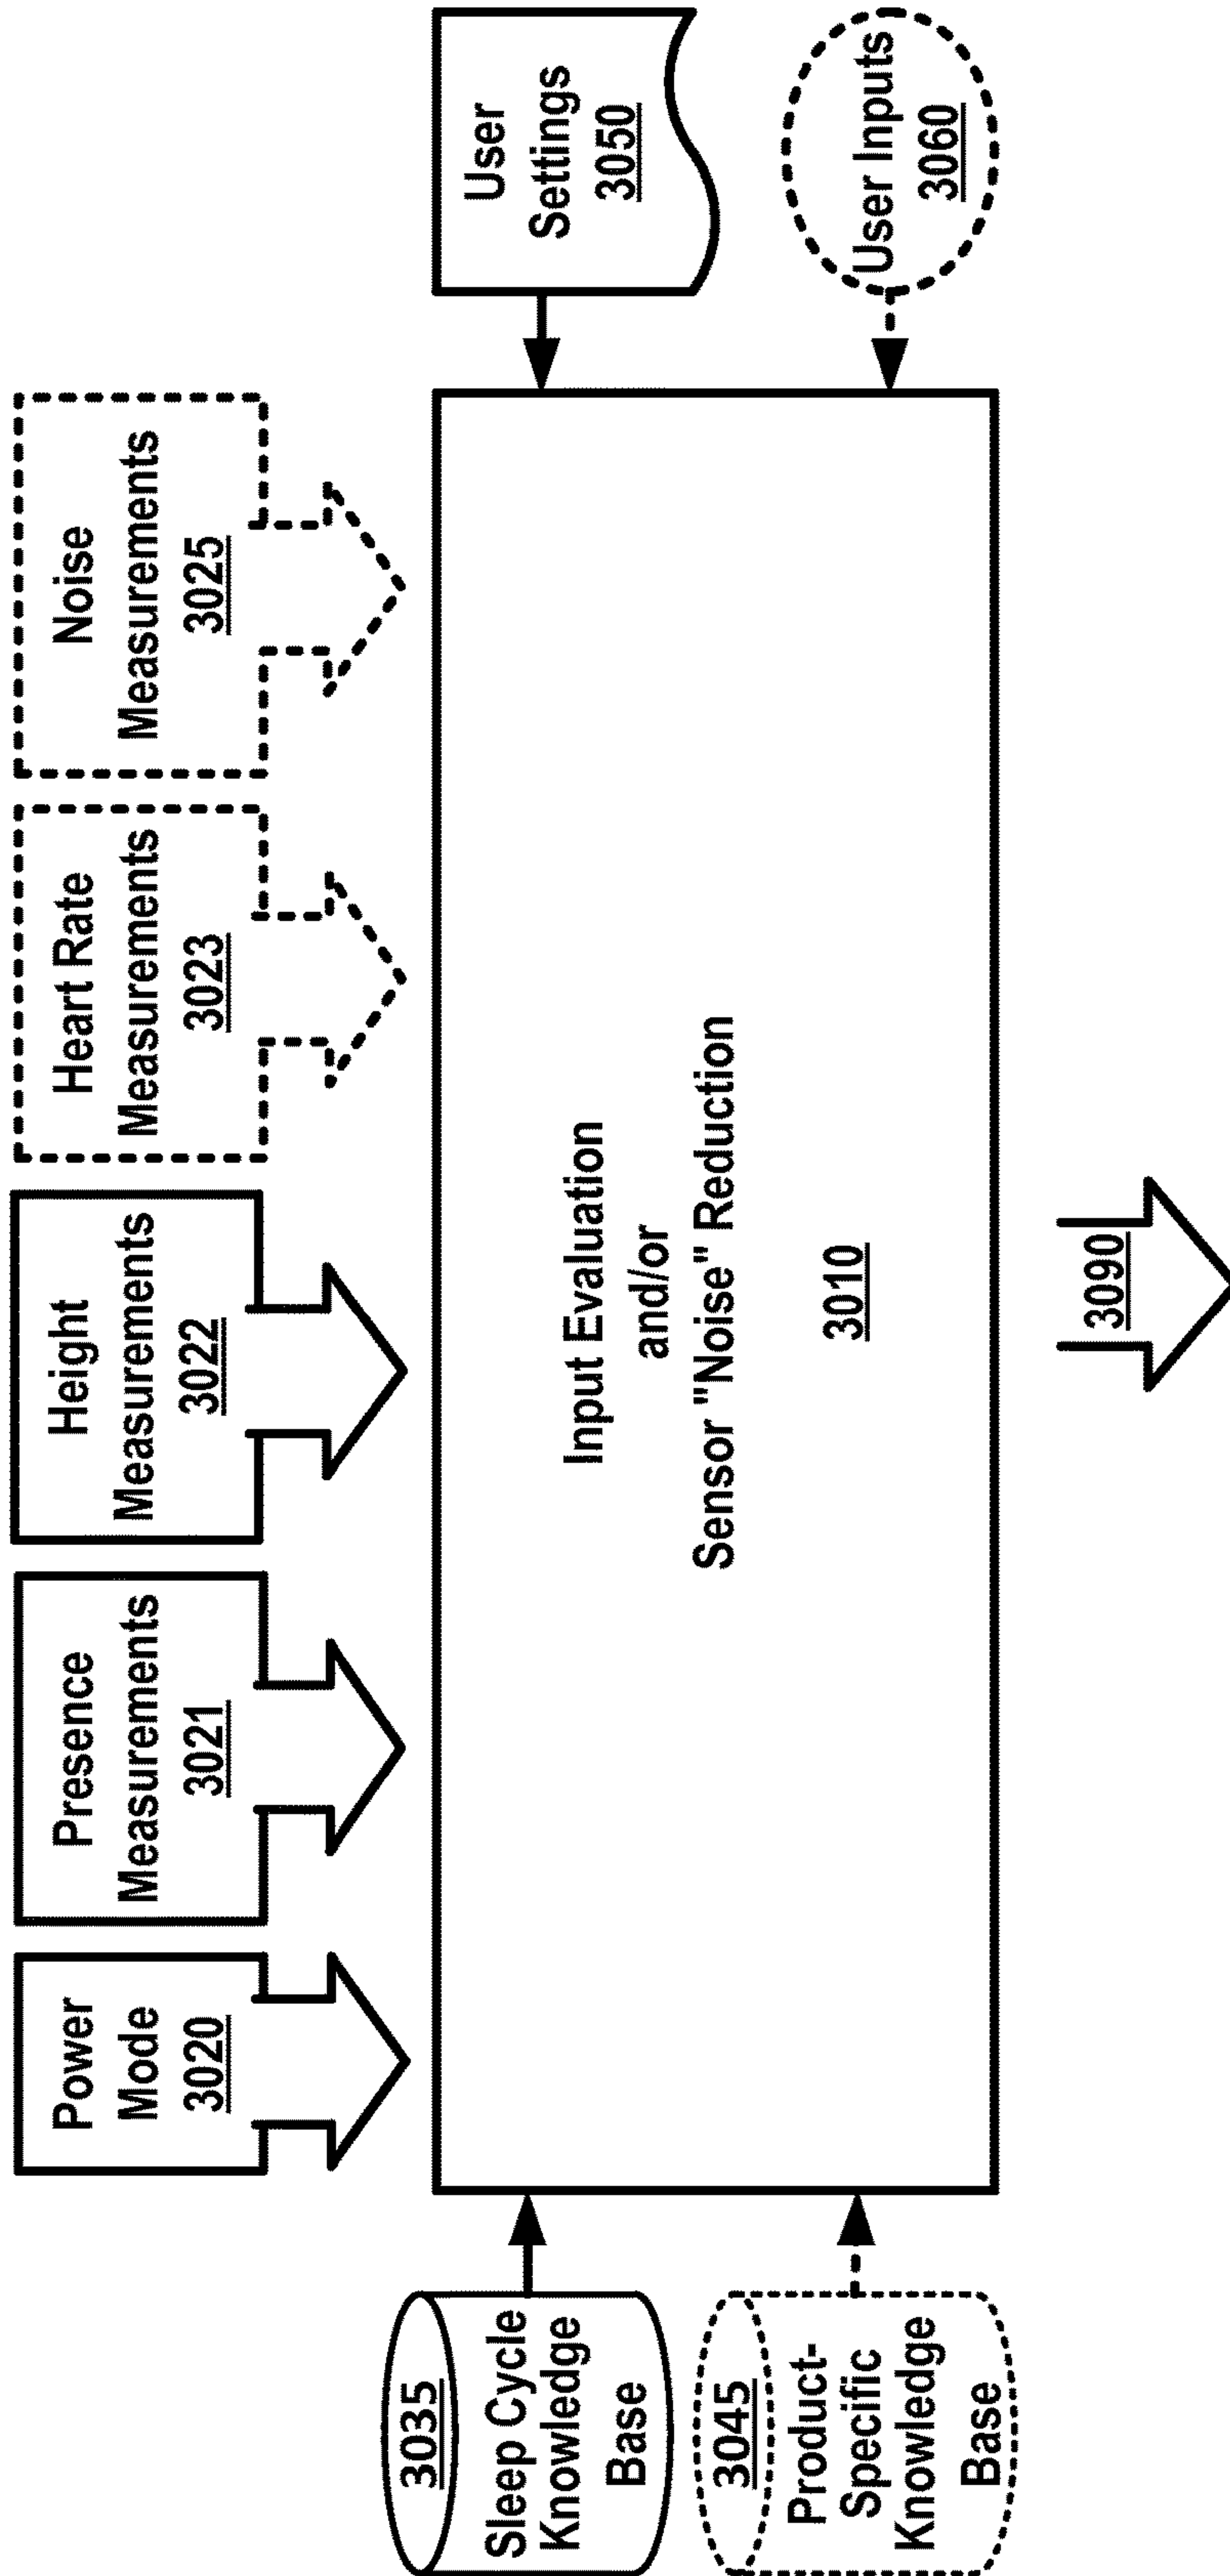 Power
Mode
3020
Presence
Measurements
3021
Height
Measurements
3022
Heart Rate
Measurements
3023
Noise
Measurements
3025
3035
Sleep Cycle
Knowledge
Base
3045
Product-
Specific
Knowledge
Base
Input Evaluation
and/or
Sensor "Noise" Reduction
3010
User
Settings
3050
User Inputs
3060
3090